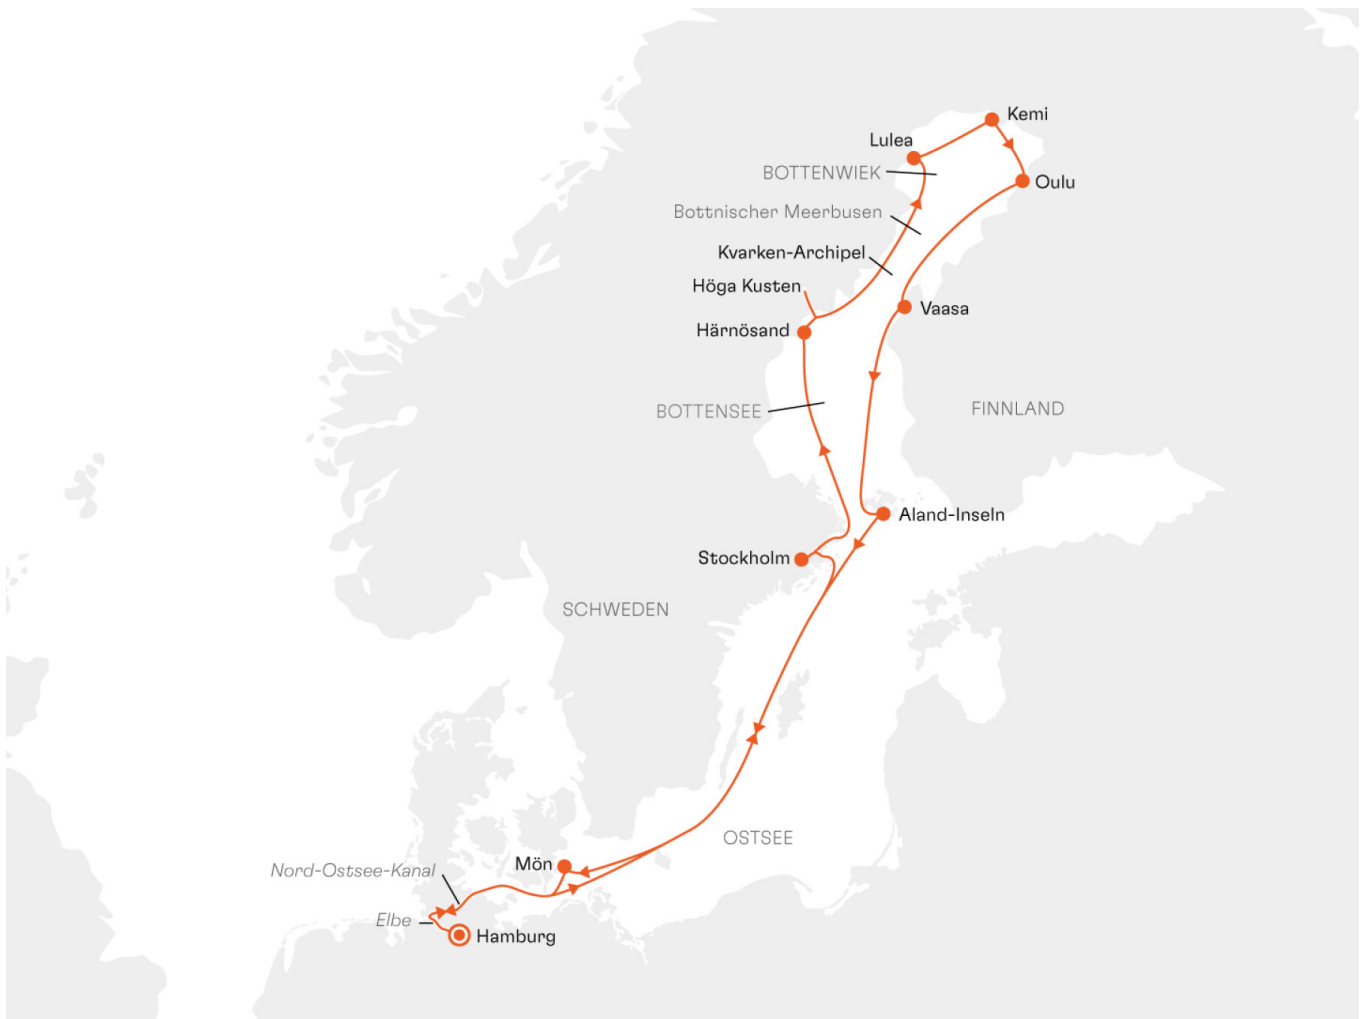 Kemi
Lulea
BOTTENWIEK
Oulu
Bottnischer Meerbusen
Kvarken-Archipel
Höga Kusten
Vaasa
Härnösand
BOTTENSEE
FINNLAND
Aland-Inseln
Stockholm
SCHWEDEN
OSTSEE
Mön
Nord-Ostsee-Kanal
Elbe
Hamburg